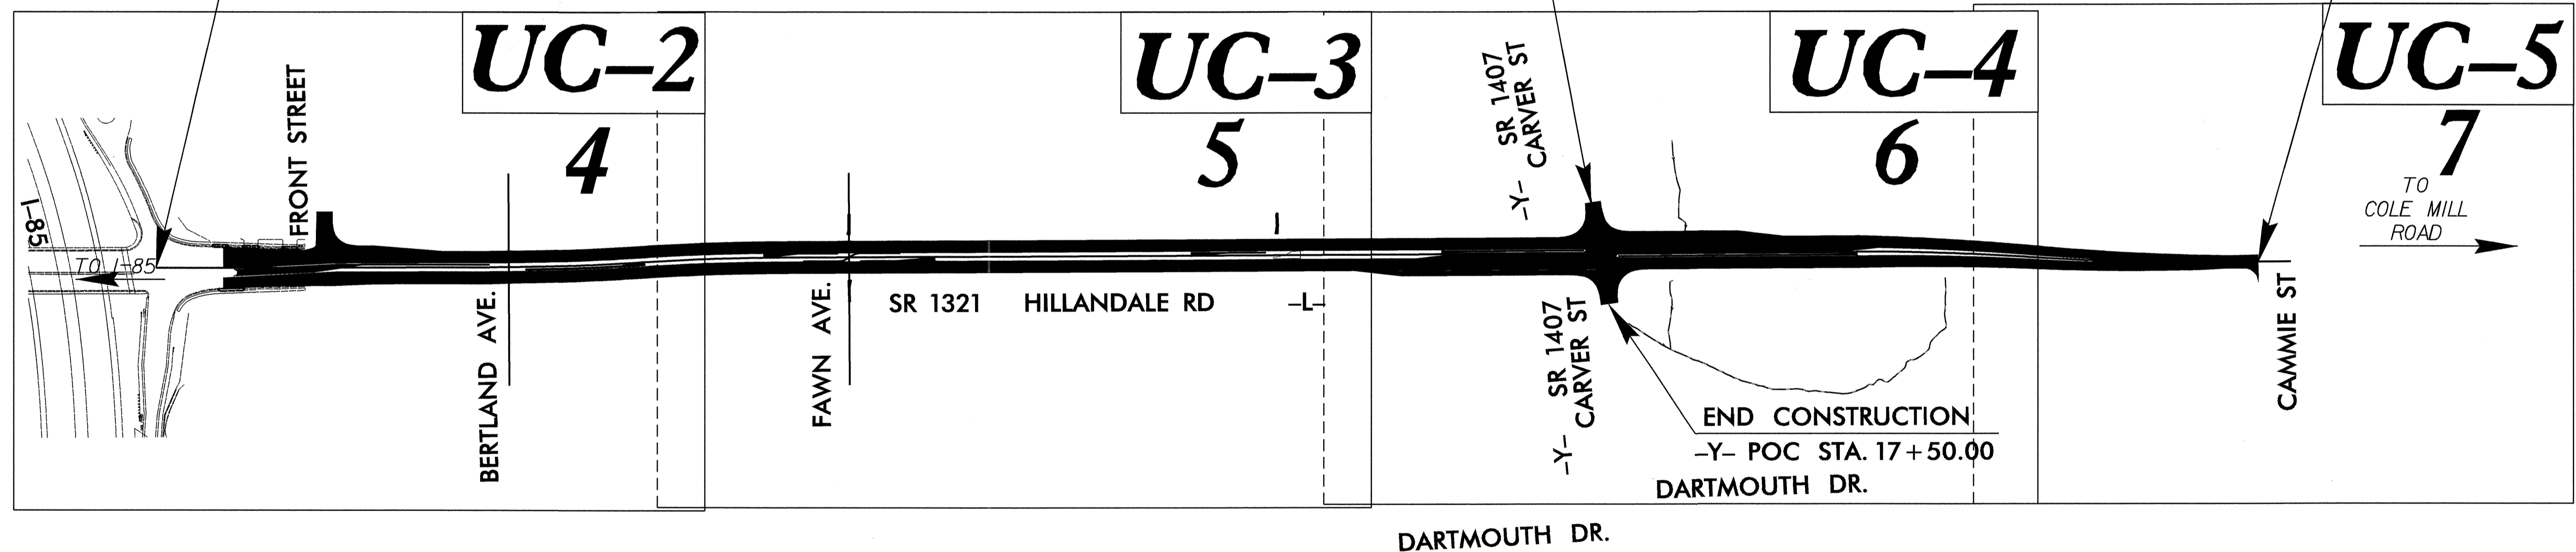 UC–2
4
UC–3
5
UC–4
6
UC–5
7
I–85
TO I–85
FRONT STREET
BERTLAND AVE.
FAWN AVE.
SR 1321 HILLANDALE RD –L–
–Y– SR 1407
CARVER ST
–Y– SR 1407
CARVER ST
END CONSTRUCTION
–Y– POC STA. 17+50.00
DARTMOUTH DR.
DARTMOUTH DR.
CAMMIE ST
TO
COLE MILL
ROAD